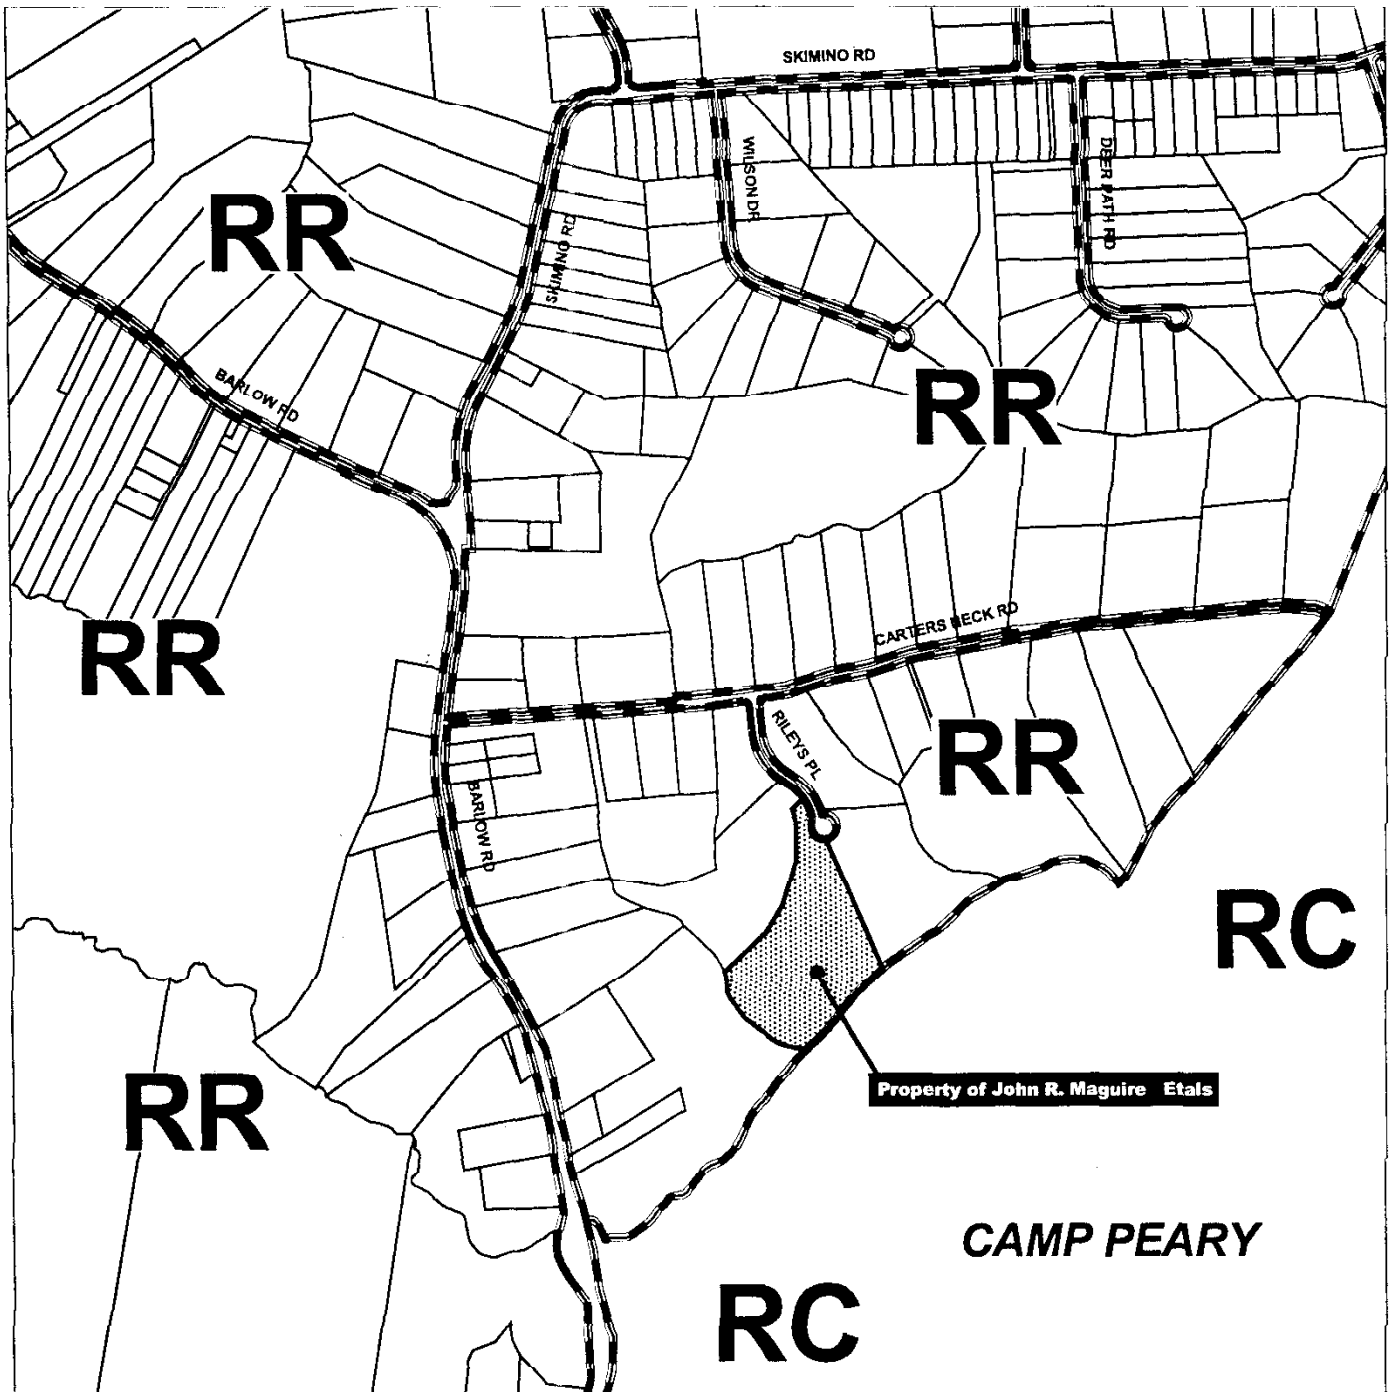 SKIMINO RD
WILSON DR
DEER PATH RD
RR
SKIMINO RD
BARLOW RD
RR
CARTERS NECK RD
RR
RILEYS PL
RR
BARLOW RD
RC
RR
Property of John R. Maguire Etals
CAMP PEARY
RC